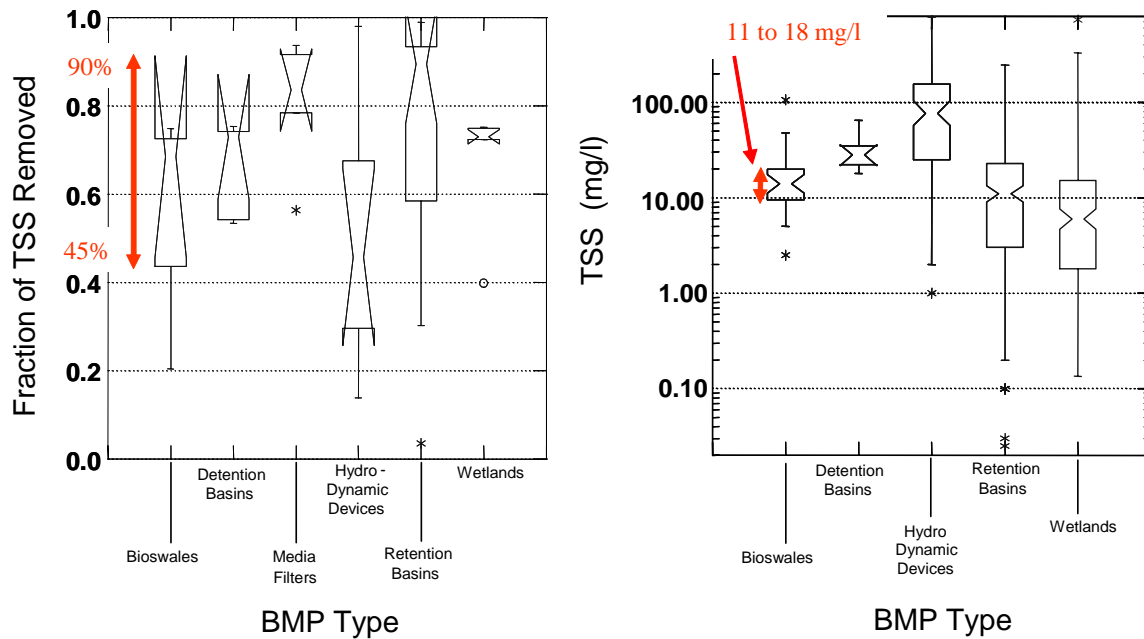 Fraction of TSS Removed
1.0
0.8
0.6
0.4
0.2
0.0
90%
45%
Detention
Basins
Hydro -
Dynamic
Devices
Wetlands
Bioswales
Media
Filters
Retention
Basins
BMP Type
11 to 18 mg/l
TSS (mg/l)
100.00
10.00
1.00
0.10
Detention
Basins
Retention
Basins
Bioswales
Hydro
Dynamic
Devices
Wetlands
BMP Type